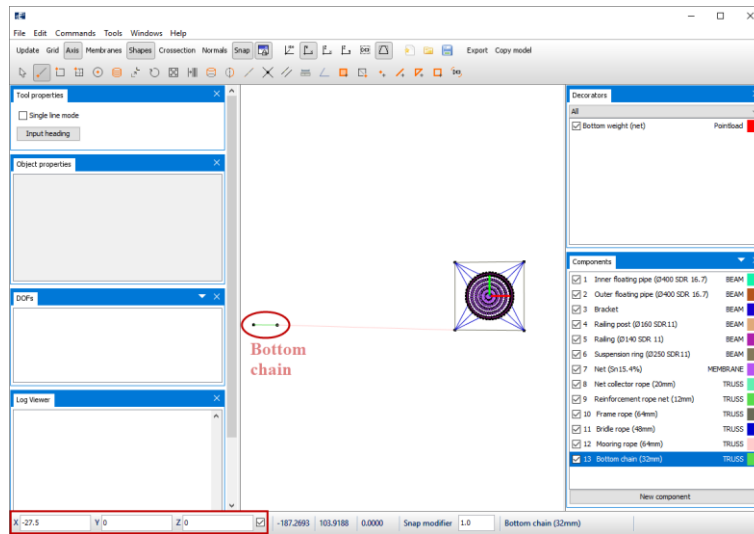 File Edit Commands Tools Windows Help
Update Grid Axis Membranes Shapes Crossection Normals Snap Export Copy model
Tool properties
Single line mode
Input heading
Object properties
DOFs
Log Viewer
Bottom
chain
Decorators
All
Bottom weight (net) Pointload
Components
1 Inner floating pipe (Ø400 SDR 16.7) BEAM
2 Outer floating pipe (Ø400 SDR 16.7) BEAM
3 Bracket BEAM
4 Railing post (Ø160 SDR11) BEAM
5 Railing (Ø140 SDR 11) BEAM
6 Suspension ring (Ø250 SDR11) BEAM
7 Net (Sn15.4%) MEMBRANE
8 Net collector rope (20mm) TRUSS
9 Reinforcement rope net (12mm) TRUSS
10 Frame rope (64mm) TRUSS
11 Bridle rope (48mm) TRUSS
12 Mooring rope (64mm) TRUSS
13 Bottom chain (32mm) TRUSS
New component
X -27.5 Y 0 Z 0 -187.2693 103.9188 0.0000 Snap modifier 1.0 Bottom chain (32mm)